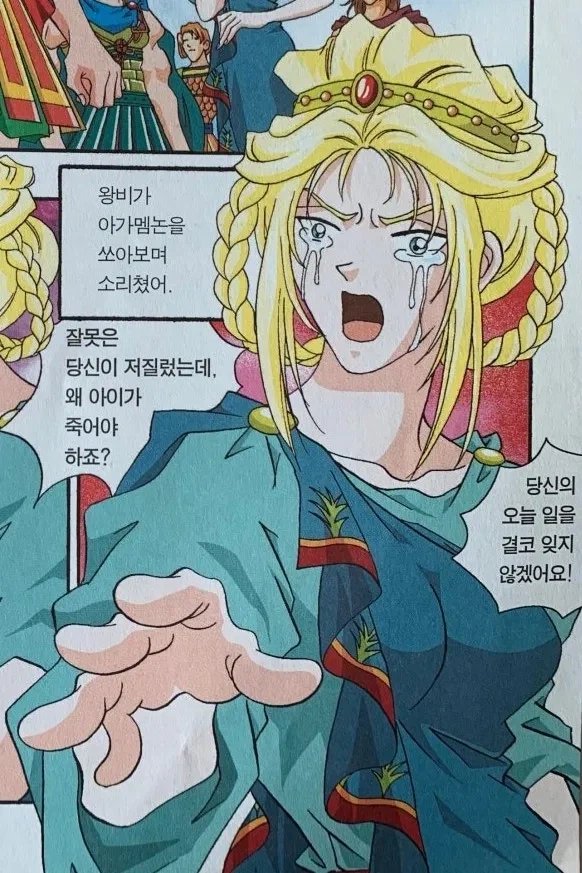 왕비가
아가멤논을
쏘아보며
소리쳤어.
잘못은
당신이 저질렀는데,
왜 아이가
죽어야
하죠?
당신의
오늘 일을
결코 잊지
않겠어요!